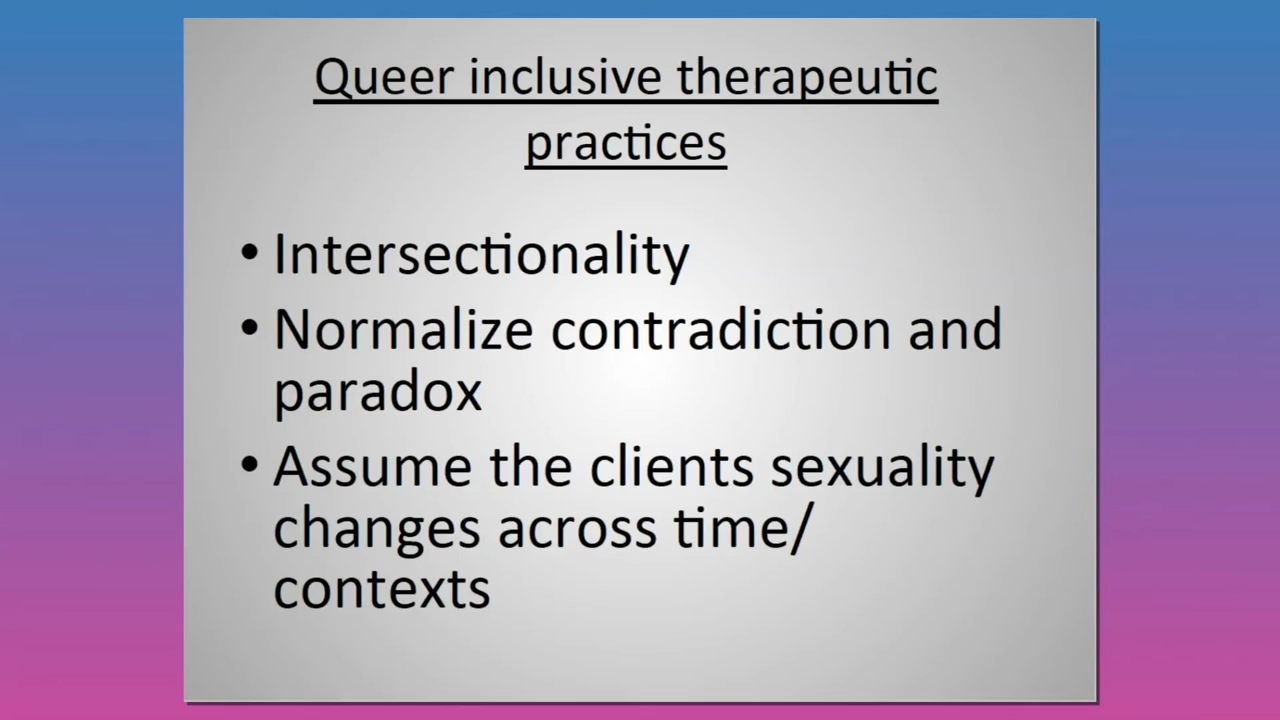 Queer inclusive therapeutic
practices
• Intersectionality
• Normalize contradiction and
paradox
• Assume the clients sexuality
changes across time/
contexts